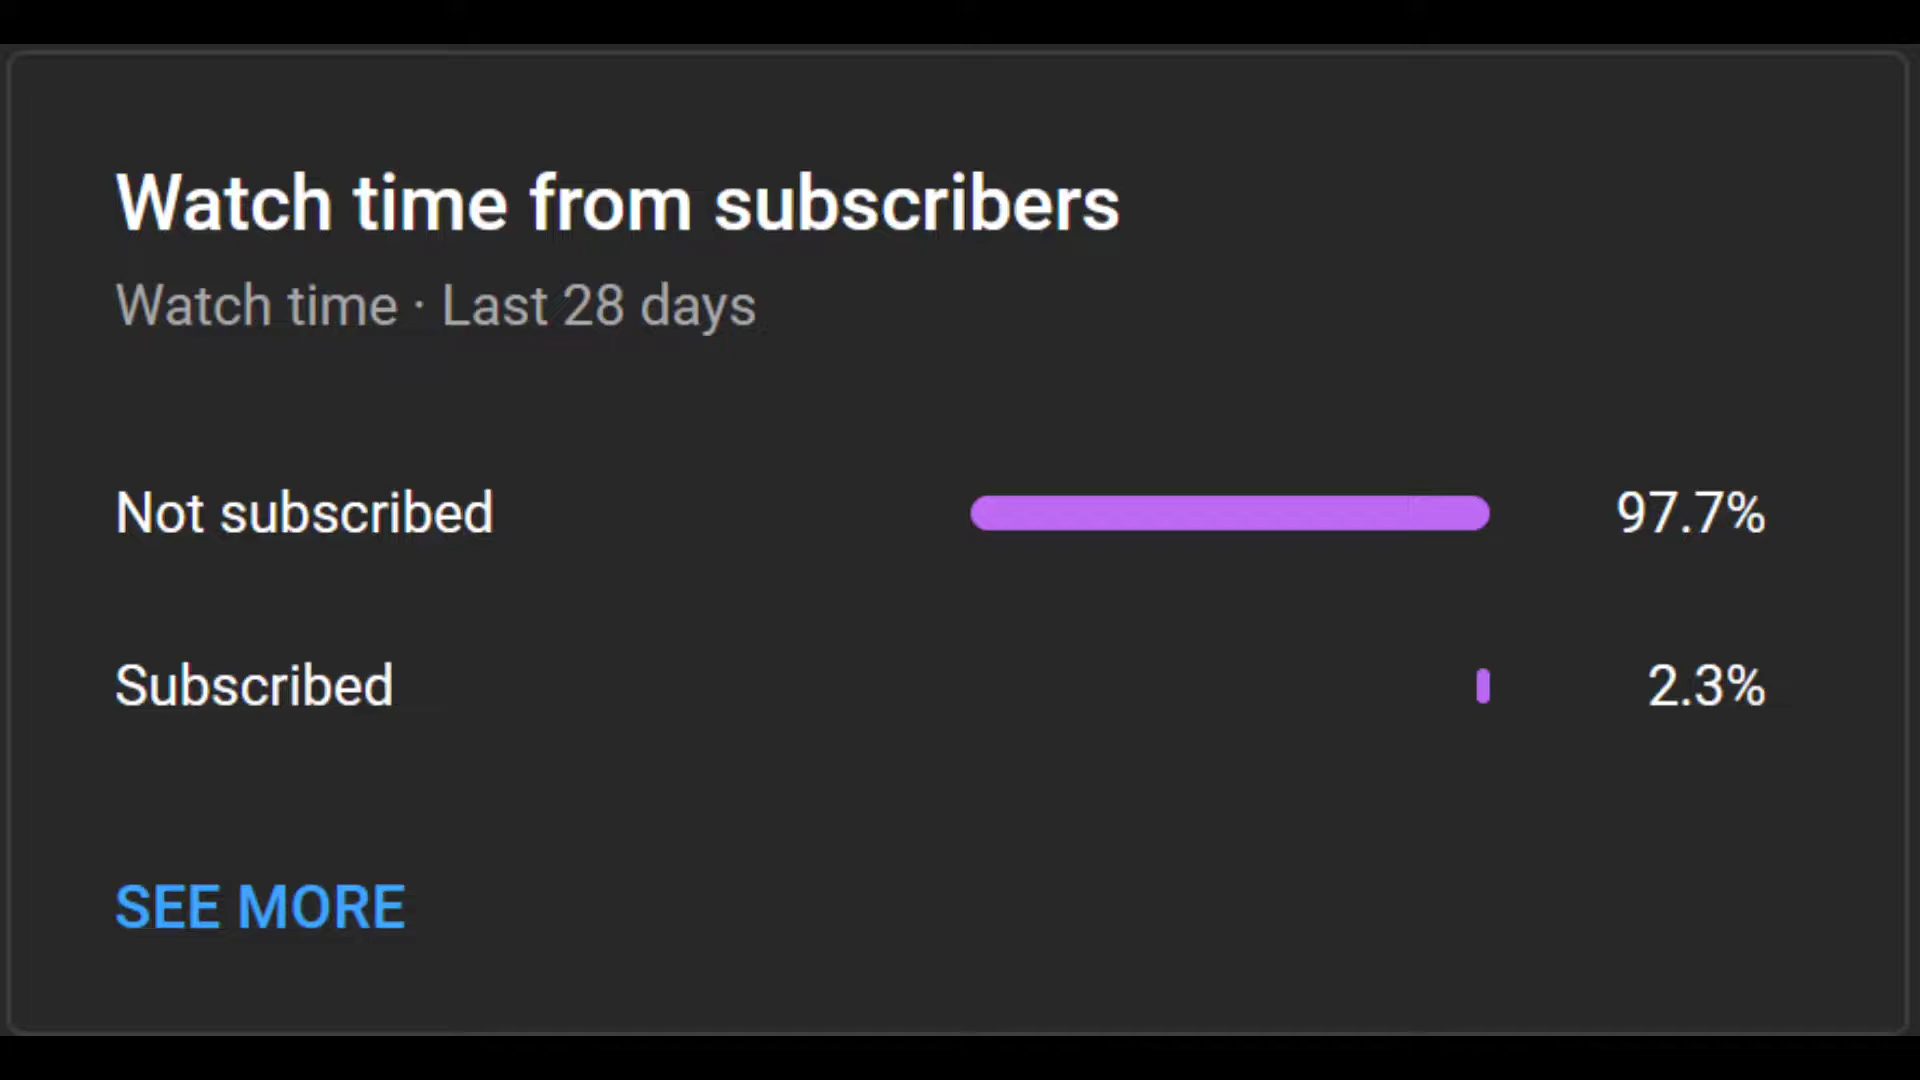 Watch time from subscribers
Watch time · Last 28 days
Not subscribed 97.7%
Subscribed 2.3%
SEE MORE